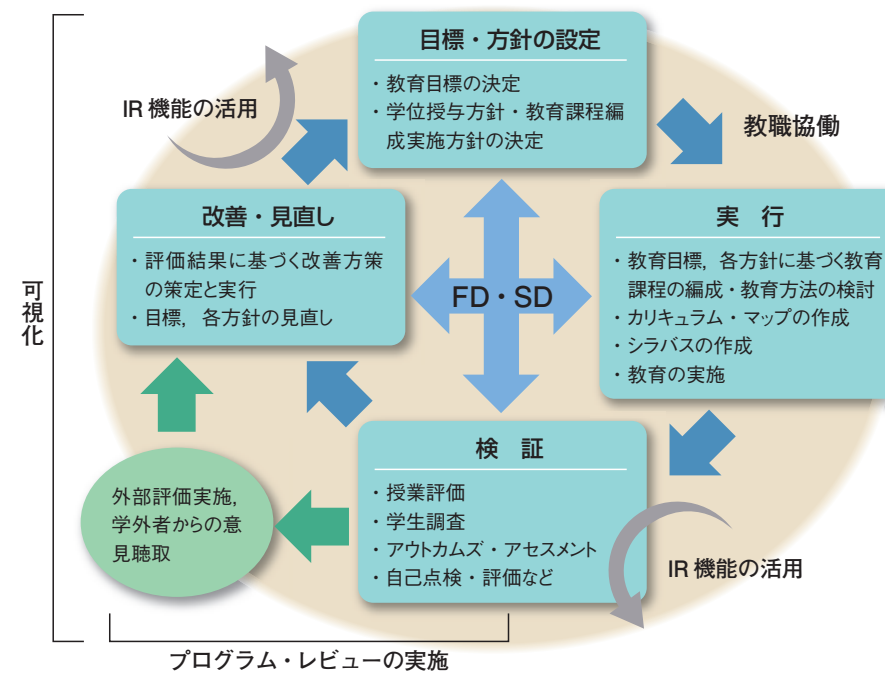 目標・方針の設定
・教育目標の決定
・学位授与方針・教育課程編
成実施方針の決定
IR 機能の活用
教職協働
改善・見直し
・評価結果に基づく改善方策
の策定と実行
・目標，各方針の見直し
FD・SD
実　行
・教育目標，各方針に基づく教育
課程の編成・教育方法の検討
・カリキュラム・マップの作成
・シラバスの作成
・教育の実施
可視化
検　証
・授業評価
・学生調査
・アウトカムズ・アセスメント
・自己点検・評価など
外部評価実施，
学外者からの意
見聴取
IR 機能の活用
プログラム・レビューの実施